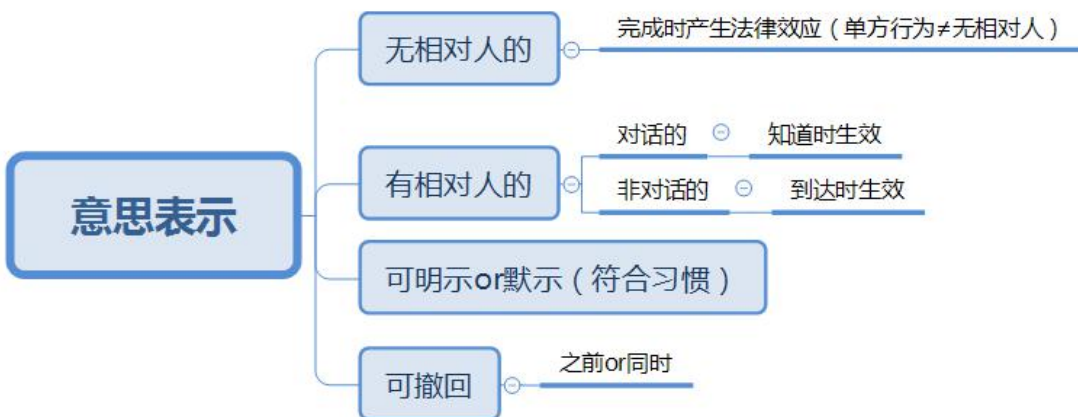 意思表示
无相对人的
完成时产生法律效应（单方行为≠无相对人）
有相对人的
对话的
知道时生效
非对话的
到达时生效
可明示or默示（符合习惯）
可撤回
之前or同时